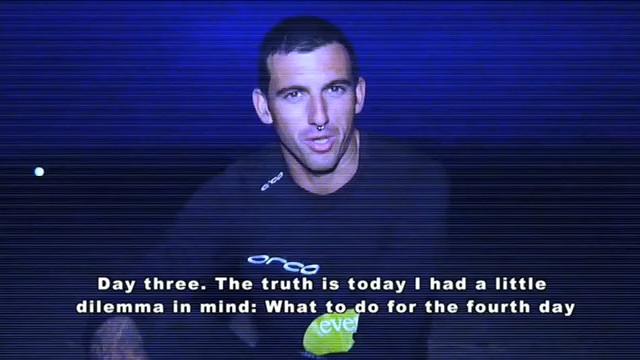 orca
orca
Day three. The truth is today I had a little
dilemma in mind: What to do for the fourth day
eve